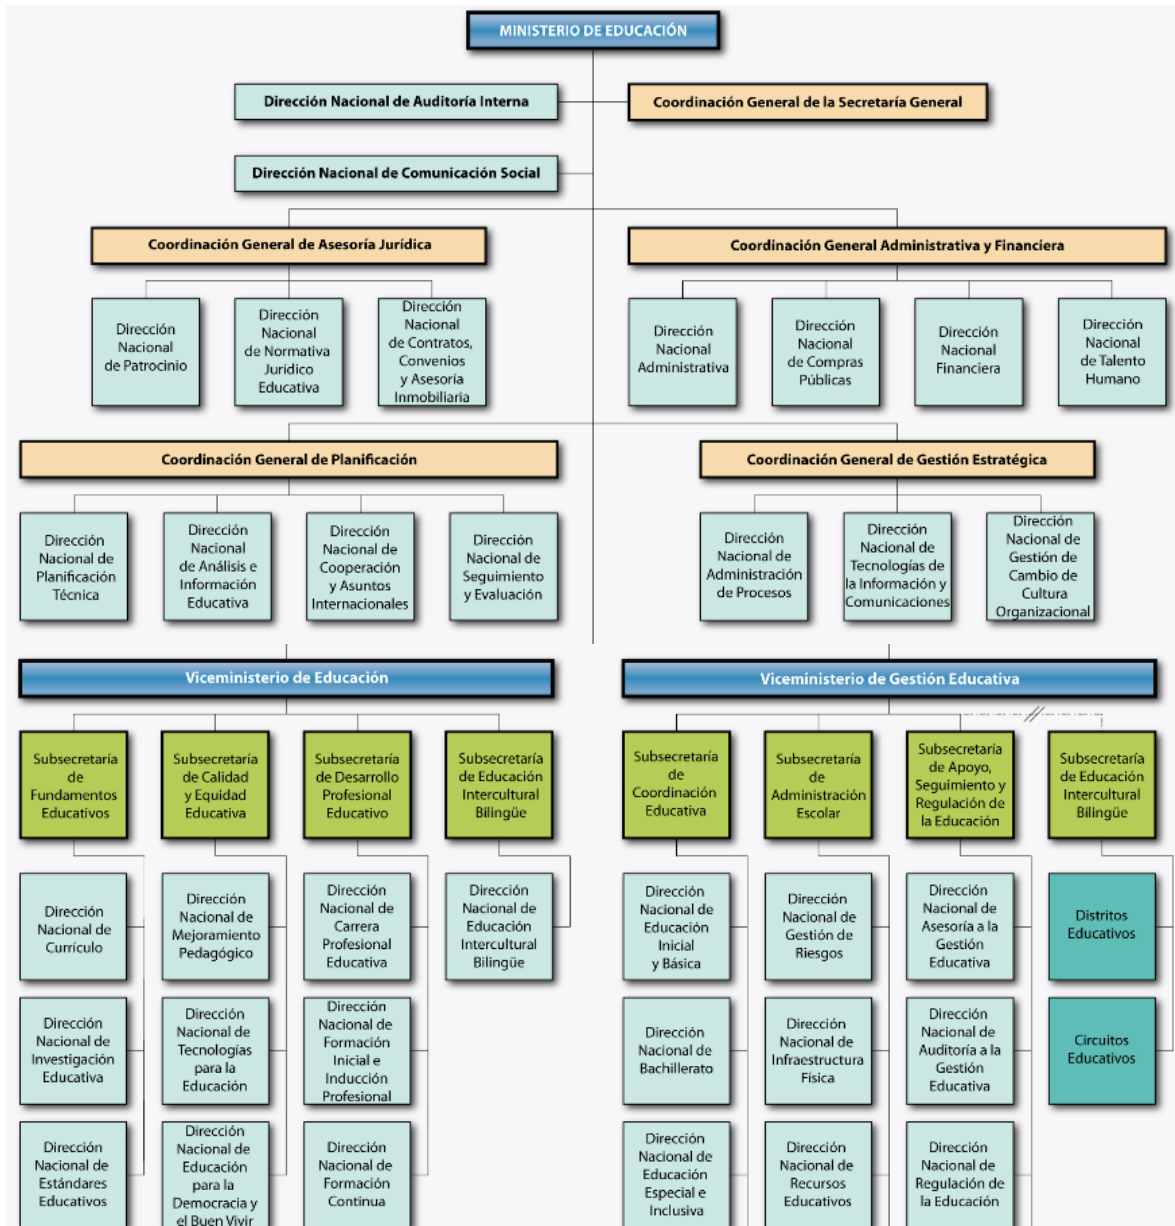 MINISTERIO DE EDUCACIÓN
Dirección Nacional de Auditoría Interna
Coordinación General de la Secretaría General
Dirección Nacional de Comunicación Social
Coordinación General de Asesoría Jurídica
Coordinación General Administrativa y Financiera
Dirección
Nacional
de Patrocinio
Dirección
Nacional
de Normativa
Jurídico
Educativa
Dirección
Nacional
de Contratos,
Convenios
y Asesoría
Inmobiliaria
Dirección
Nacional
Administrativa
Dirección
Nacional
de Compras
Públicas
Dirección
Nacional
Financiera
Dirección
Nacional
de Talento
Humano
Coordinación General de Planificación
Coordinación General de Gestión Estratégica
Dirección
Nacional de
Planificación
Técnica
Dirección
Nacional
de Análisis e
Información
Educativa
Dirección
Nacional de
Cooperación
y Asuntos
Internacionales
Dirección
Nacional
de Seguimiento
y Evaluación
Dirección
Nacional de
Administración
de Procesos
Dirección
Nacional de
Tecnologías de
la Información y
Comunicaciones
Dirección
Nacional de
Gestión de
Cambio de
Cultura
Organizacional
Viceministerio de Educación
Viceministerio de Gestión Educativa
Subsecretaría
de
Fundamentos
Educativos
Subsecretaría
de Calidad
y Equidad
Educativa
Subsecretaría
de Desarrollo
Profesional
Educativo
Subsecretaría
de Educación
Intercultural
Bilingüe
Subsecretaría
de
Coordinación
Educativa
Subsecretaría
de
Administración
Escolar
Subsecretaría
de Apoyo,
Seguimiento y
Regulación de
la Educación
Subsecretaría
de Educación
Intercultural
Bilingüe
Dirección
Nacional de
Currículo
Dirección
Nacional de
Mejoramiento
Pedagógico
Dirección
Nacional de
Carrera
Profesional
Educativa
Dirección
Nacional de
Educación
Intercultural
Bilingüe
Dirección
Nacional de
Educación
Inicial
y Básica
Dirección
Nacional de
Gestión de
Riesgos
Dirección
Nacional de
Asesoría a la
Gestión
Educativa
Distritos
Educativos
Dirección
Nacional de
Investigación
Educativa
Dirección
Nacional de
Tecnologías
para la
Educación
Dirección
Nacional de
Formación
Inicial e
Inducción
Profesional
Dirección
Nacional de
Bachillerato
Dirección
Nacional de
Infraestructura
Física
Dirección
Nacional de
Auditoría a la
Gestión
Educativa
Circuitos
Educativos
Dirección
Nacional de
Estándares
Educativos
Dirección
Nacional de
Educación
para la
Democracia y
el Buen Vivir
Dirección
Nacional de
Formación
Continua
Dirección
Nacional de
Educación
Especial e
Inclusiva
Dirección
Nacional de
Recursos
Educativos
Dirección
Nacional de
Regulación de
la Educación